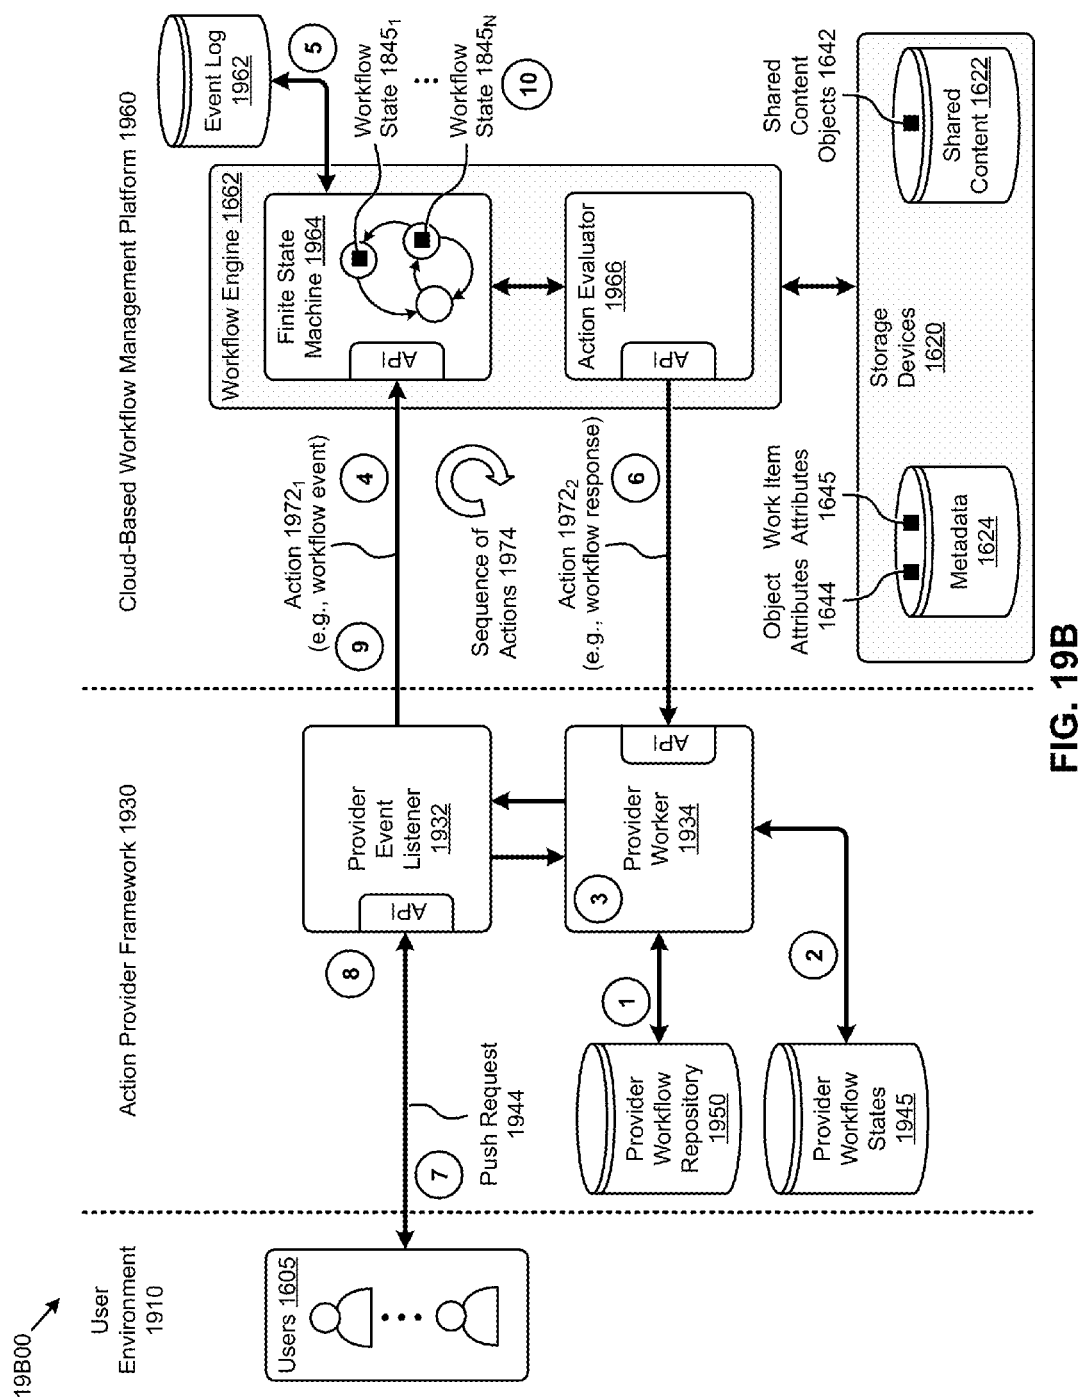 19B00
User
Environment
1910
Action Provider Framework 1930
Cloud-Based Workflow Management Platform 1960
Users 1605
7
Push Request
1944
8
API
Provider
Event
Listener
1932
9
Action 1972₁
(e.g., workflow event)
4
Sequence of
Actions 1974
Workflow Engine 1662
Finite State
Machine 1964
API
Event Log
1962
5
Workflow
State 1845₁
Workflow
State 1845N
10
Provider
Workflow
Repository
1950
1
3
Provider
Worker
1934
API
Action 1972₂
(e.g., workflow response)
6
Action Evaluator
1966
API
Provider
Workflow
States
1945
2
Object
Attributes
1644
Work Item
Attributes
1645
Metadata
1624
Storage
Devices
1620
Shared
Content
Objects 1642
Shared
Content 1622
FIG. 19B